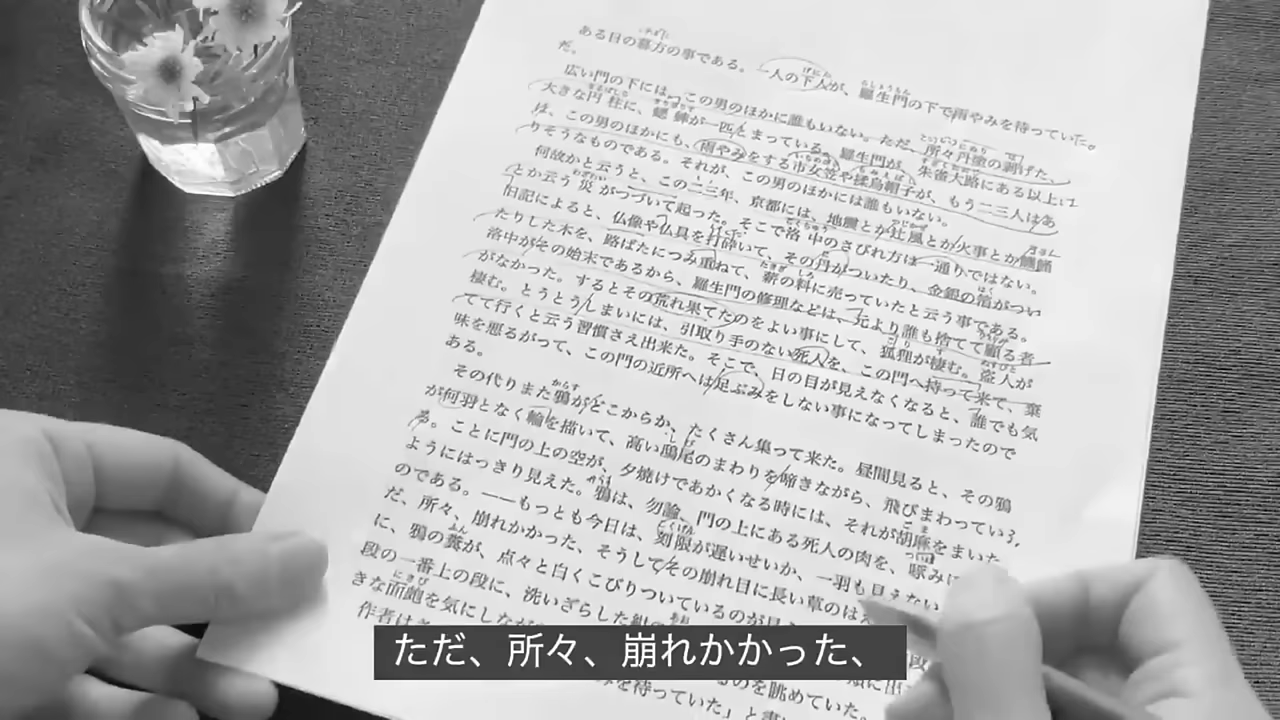 ある日の暮方の事である。一人の下人が、羅生門の下で雨やみを待っていた。
だ。
広い門の下には、この男のほかに誰もいない。ただ、所々丹塗の剥げた、
大きな円柱に、蟋蟀が一匹とまっている。羅生門が、朱雀大路にある以上は
は、この男のほかにも、雨やみをする市女笠や揉烏帽子が、もう二三人はあ
りそうなものである。それが、この男のほかには誰もいない。
何故かと云うと、この二三年、京都には、地震とか辻風とか火事とか饑饉
とか云う災がつづいて起った。そこで洛中のさびれ方は一通りではない。
旧記によると、仏像や仏具を打砕いて、その丹がついたり、金銀の箔がつい
たりした木を、路ばたにつみ重ねて、薪の料に売っていたと云う事である。
洛中がその始末であるから、羅生門の修理などは、元より誰も捨てて顧る者
がなかった。するとその荒れ果てたのをよい事にして、狐狸が棲む。盗人が
棲む。とうとうしまいには、引取り手のない死人を、この門へ持って来て、棄
てて行くと云う習慣さえ出来た。そこで、日の目が見えなくなると、誰でも気
味を悪るがって、この門の近所へは足ぶみをしない事になってしまったので
ある。
その代りまた鴉がどこからか、たくさん集って来た。昼間見ると、その鴉
が何羽となく輪を描いて、高い鴟尾のまわりを啼きながら、飛びまわっている
る。ことに門の上の空が、夕焼けであかくなる時には、それが胡麻をまいた
ようにはっきり見えた。鴉は、勿論、門の上にある死人の肉を、啄みに
のである。――もっとも今日は、刻限が遅いせいか、一羽も見えない
だ、所々、崩れかかった、そうしてその崩れ目に長い草のは
に、鴉の糞が、点々と白くこびりついているのが見
段の一番上の段に、洗いざらした紺の
きな面皰を気にしなが
のを眺めていた。
作者はさ
を待っていた」と書
ただ、所々、崩れかかった、